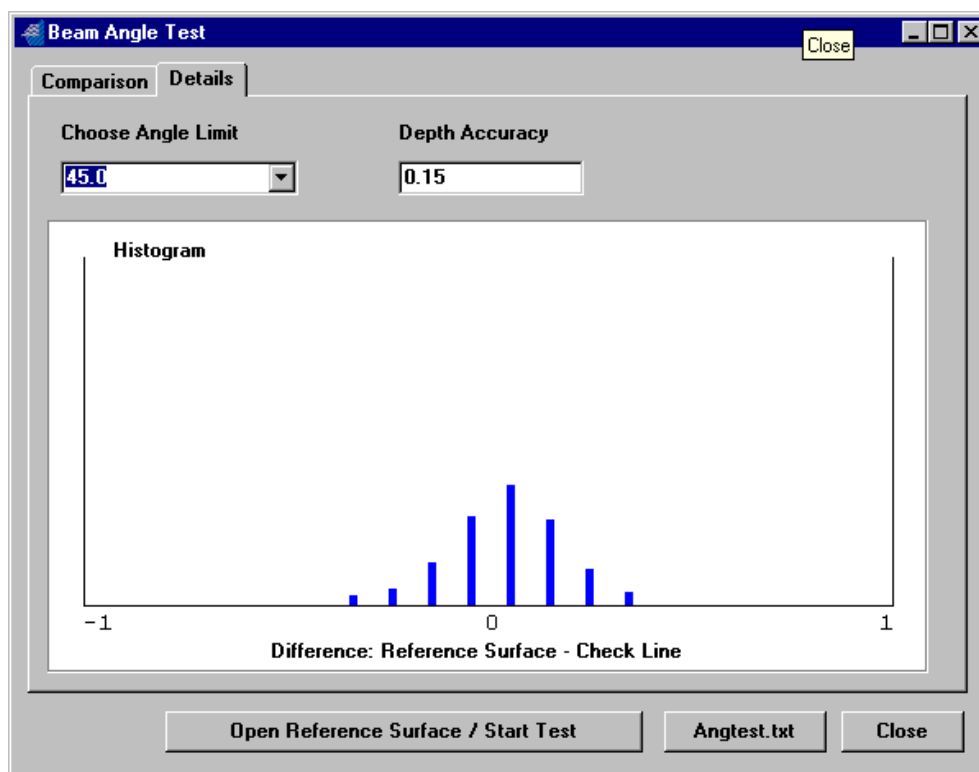 Beam Angle Test
Close
Comparison Details
Choose Angle Limit Depth Accuracy
45.0 0.15
Histogram
-1 0 1
Difference: Reference Surface - Check Line
Open Reference Surface / Start Test Angtest.txt Close